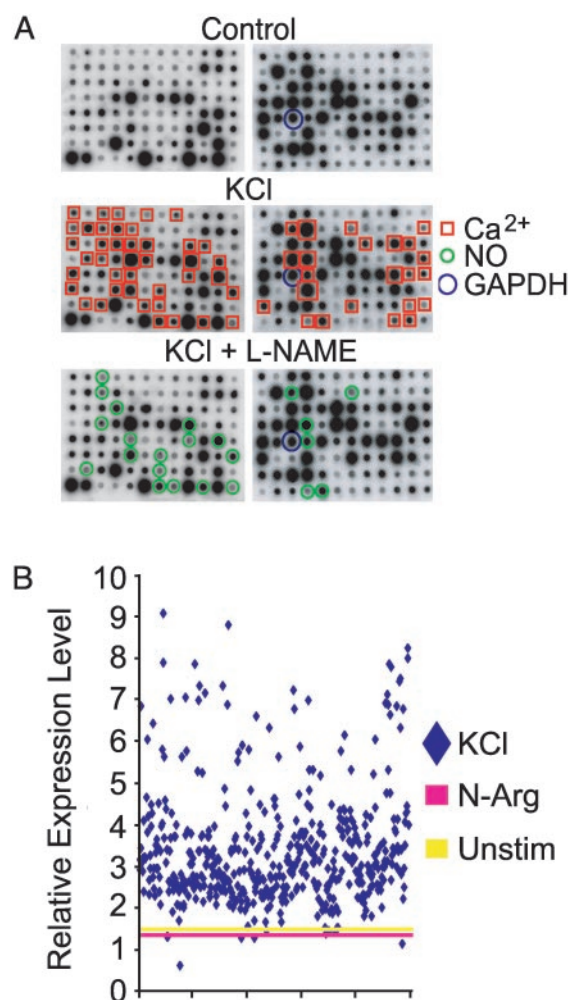 A
Control
KCl
Ca2+
NO
GAPDH
KCl + L-NAME
B
Relative Expression Level
10
9
8
7
6
5
4
3
2
1
0
KCl
N-Arg
Unstim